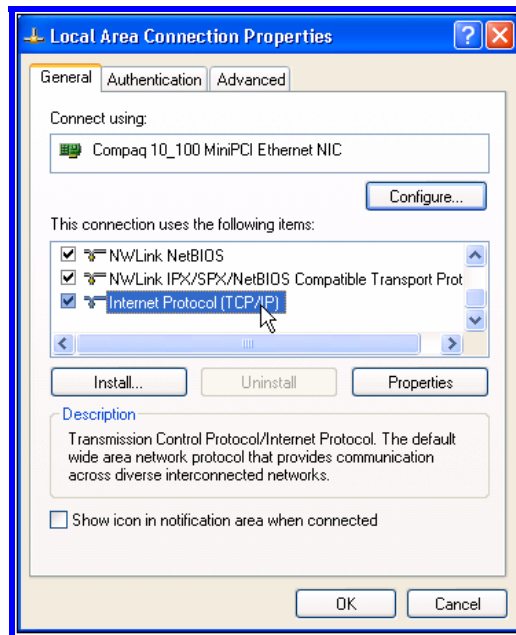 Local Area Connection Properties
General Authentication Advanced
Connect using:
Compaq 10_100 MiniPCI Ethernet NIC
Configure...
This connection uses the following items:
NWLink NetBIOS
NWLink IPX/SPX/NetBIOS Compatible Transport Prot
Internet Protocol (TCP/IP)
Install... Uninstall Properties
Description
Transmission Control Protocol/Internet Protocol. The default
wide area network protocol that provides communication
across diverse interconnected networks.
Show icon in notification area when connected
OK Cancel